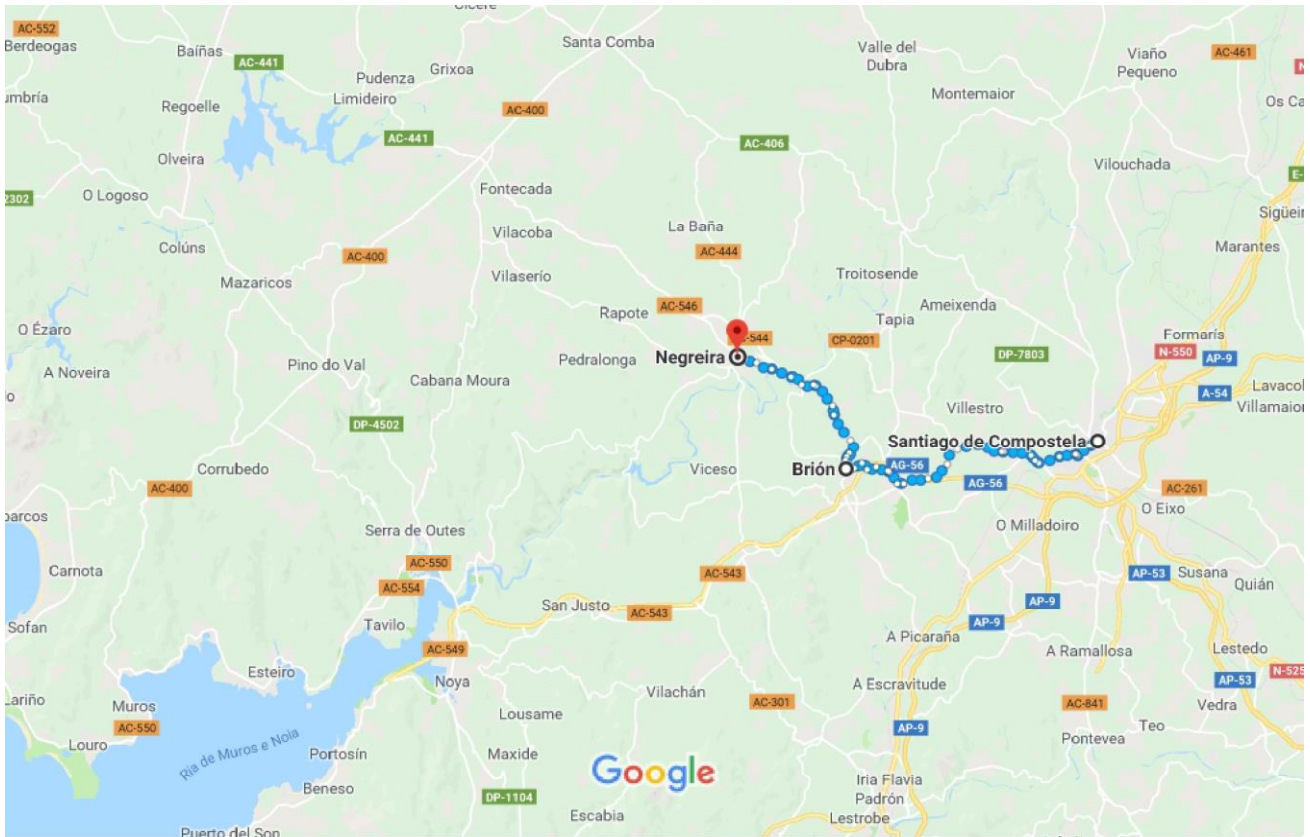 Cícere
AC-552
Berdeogas
Baíñas
AC-441
Grixoa
Pudenza
Limideiro
Santa Comba
Valle del
Dubra
Viaño
Pequeno
AC-461
umbría
Regoelle
AC-400
Montemaior
Os Ca
AC-441
AC-406
Olveira
Vilouchada
2302
O Logoso
Fontecada
E-
Sigüeir
La Baña
Colúns
Vilacoba
AC-444
Marantes
AC-400
Mazaricos
Vilaserío
Troitosende
Ameixenda
AC-546
Rapote
Tapia
O Ézaro
-544
CP-0201
Formarís
N-550
AP-9
DP-7803
Negreira
Pino do Val
Pedralonga
A Noveira
Cabana Moura
Lavacol
A-54
Villamaior
Villestro
DP-4502
Santiago de Compostela
Corrubedo
Viceso
Brión
AG-56
AG-56
AC-400
AC-261
O Eixo
parcos
Serra de Outes
O Milladoiro
AC-550
Carnota
AC-543
AP-53
Susana
Quián
AC-554
San Justo
AC-543
AP-9
Sofan
Tavilo
AP-9
A Picaraña
AC-549
A Ramallosa
Lestedo
Esteiro
N-525
Noya
Vilachán
A Escravitude
AP-53
Lariño
Muros
AC-301
AC-841
Vedra
AC-550
Lousame
AP-9
Teo
Louro
Ria de Muros e Noia
Portosín
Maxide
Pontevea
Google
Beneso
Iria Flavia
DP-1104
Padrón
Escabia
Lestrobe
Puerto del Son